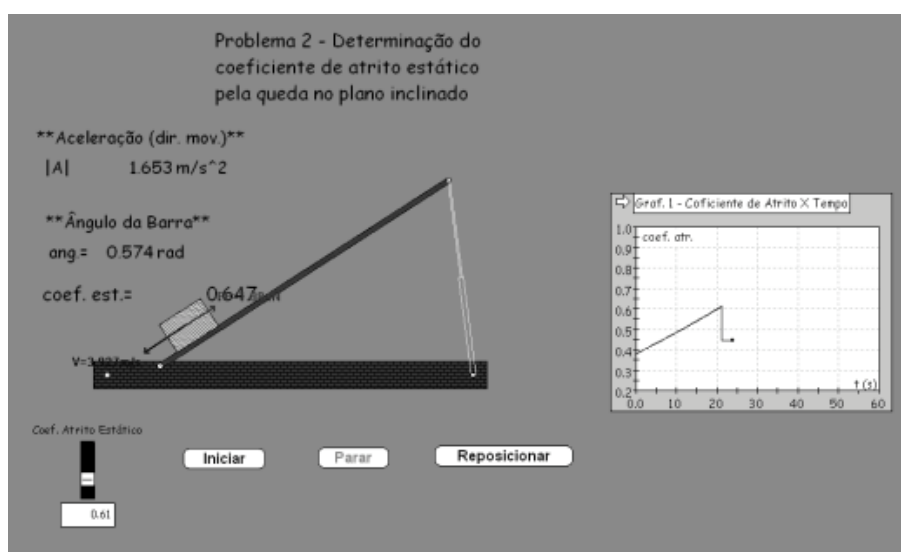 Problema 2 - Determinação do
coeficiente de atrito estático
pela queda no plano inclinado
**Aceleração (dir. mov.)**
|A| 1.653 m/s^2
**Ângulo da Barra**
ang.= 0.574 rad
coef. est.= 0.647
Graf. 1 - Coficiente de Atrito X Tempo
coef. atr.
1.0
0.9
0.8
0.7
0.6
0.5
0.4
0.3
0.2
t (s)
0.0 10 20 30 40 50 60
Coef. Atrito Estático
0.61
Iniciar Parar Reposicionar